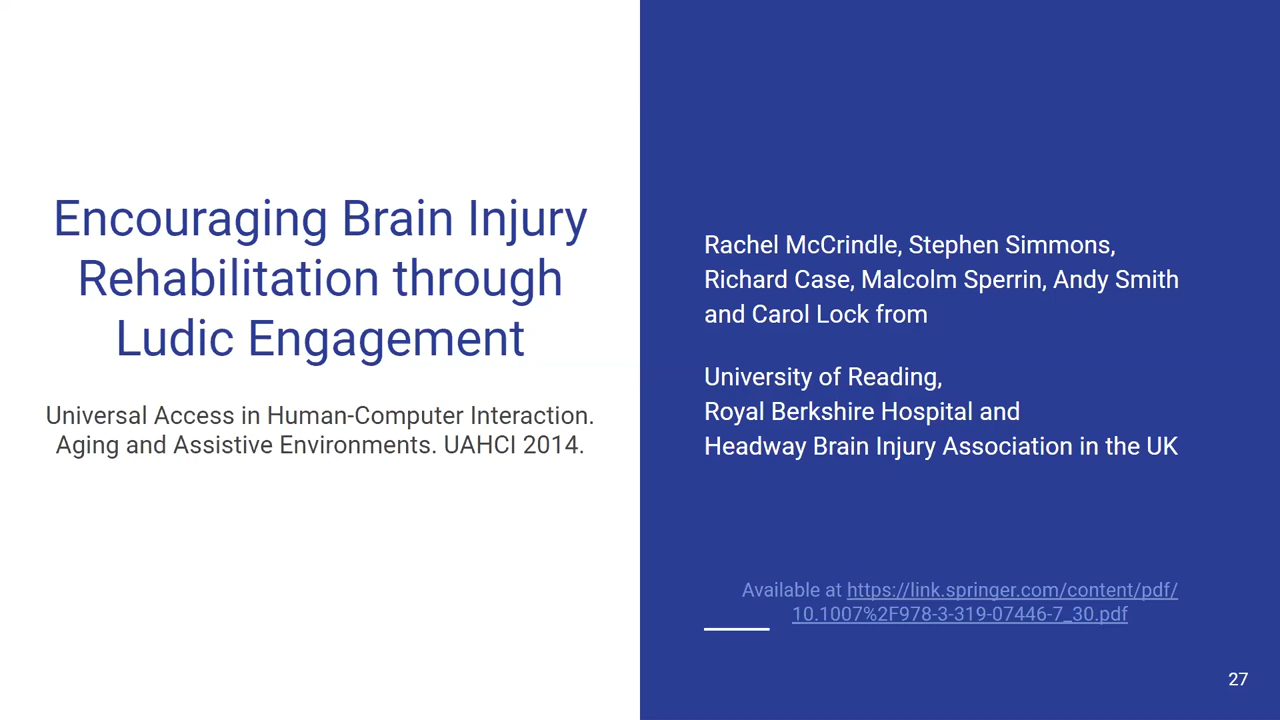 Encouraging Brain Injury
Rehabilitation through
Ludic Engagement
Universal Access in Human-Computer Interaction.
Aging and Assistive Environments. UAHCI 2014.
Rachel McCrindle, Stephen Simmons,
Richard Case, Malcolm Sperrin, Andy Smith
and Carol Lock from
University of Reading,
Royal Berkshire Hospital and
Headway Brain Injury Association in the UK
Available at https://link.springer.com/content/pdf/
10.1007%2F978-3-319-07446-7_30.pdf
27